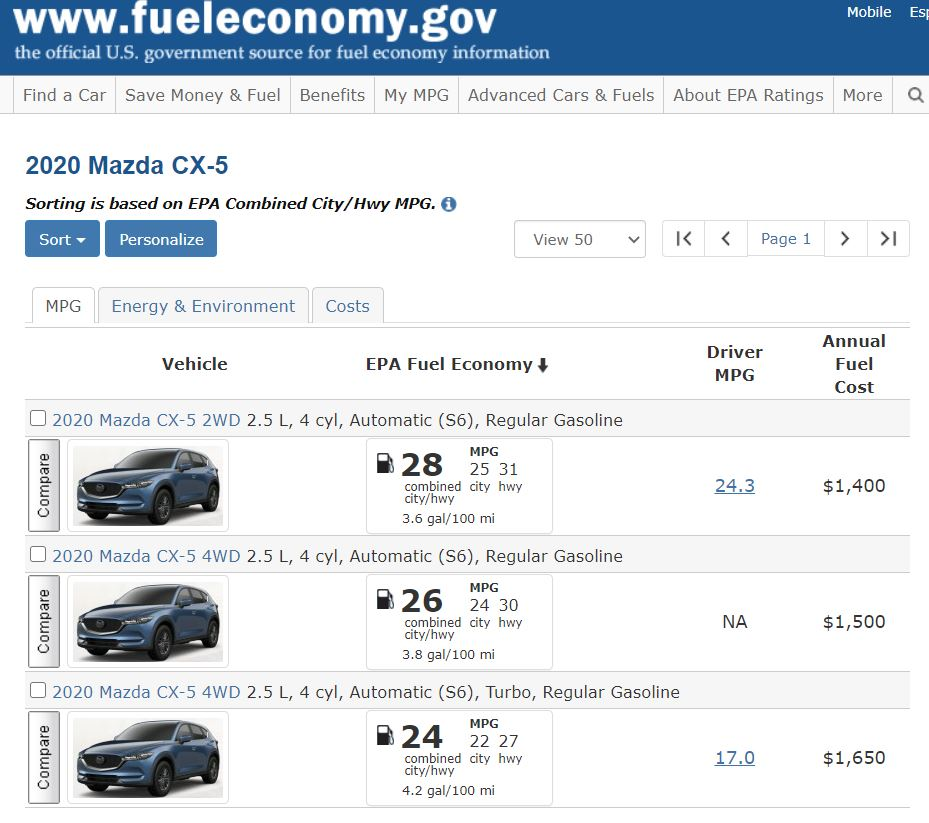 www.fueleconomy.gov
the official U.S. government source for fuel economy information
Mobile Esp
Find a Car Save Money & Fuel Benefits My MPG Advanced Cars & Fuels About EPA Ratings More
2020 Mazda CX-5
Sorting is based on EPA Combined City/Hwy MPG.
Sort Personalize View 50 Page 1
MPG Energy & Environment Costs
Vehicle EPA Fuel Economy Driver MPG Annual Fuel Cost
2020 Mazda CX-5 2WD 2.5 L, 4 cyl, Automatic (S6), Regular Gasoline
Compare
28 MPG
25 31
combined city hwy
city/hwy
3.6 gal/100 mi
24.3
$1,400
2020 Mazda CX-5 4WD 2.5 L, 4 cyl, Automatic (S6), Regular Gasoline
Compare
26 MPG
24 30
combined city hwy
city/hwy
3.8 gal/100 mi
NA
$1,500
2020 Mazda CX-5 4WD 2.5 L, 4 cyl, Automatic (S6), Turbo, Regular Gasoline
Compare
24 MPG
22 27
combined city hwy
city/hwy
4.2 gal/100 mi
17.0
$1,650